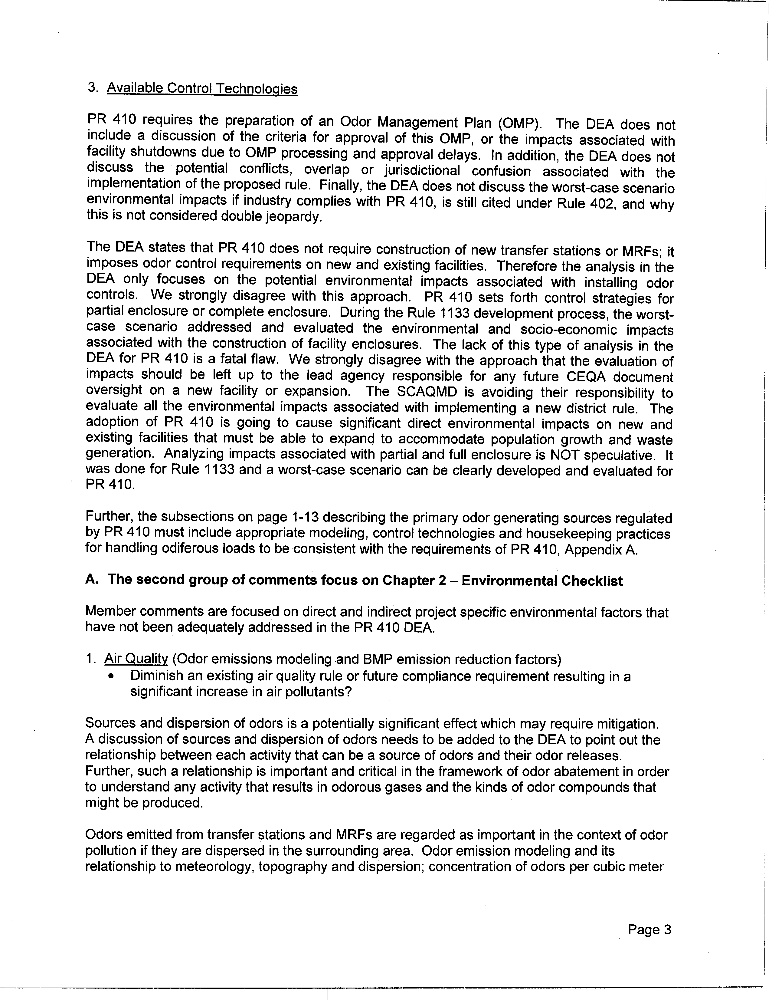 3. Available Control Technologies
PR 410 requires the preparation of an Odor Management Plan (OMP). The DEA does not
include a discussion of the criteria for approval of this OMP, or the impacts associated with
facility shutdowns due to OMP processing and approval delays. In addition, the DEA does not
discuss the potential conflicts, overlap or jurisdictional confusion associated with the
implementation of the proposed rule. Finally, the DEA does not discuss the worst-case scenario
environmental impacts if industry complies with PR 410, is still cited under Rule 402, and why
this is not considered double jeopardy.
The DEA states that PR 410 does not require construction of new transfer stations or MRFs; it
imposes odor control requirements on new and existing facilities. Therefore the analysis in the
DEA only focuses on the potential environmental impacts associated with installing odor
controls. We strongly disagree with this approach. PR 410 sets forth control strategies for
partial enclosure or complete enclosure. During the Rule 1133 development process, the worst-
case scenario addressed and evaluated the environmental and socio-economic impacts
associated with the construction of facility enclosures. The lack of this type of analysis in the
DEA for PR 410 is a fatal flaw. We strongly disagree with the approach that the evaluation of
impacts should be left up to the lead agency responsible for any future CEQA document
oversight on a new facility or expansion. The SCAQMD is avoiding their responsibility to
evaluate all the environmental impacts associated with implementing a new district rule. The
adoption of PR 410 is going to cause significant direct environmental impacts on new and
existing facilities that must be able to expand to accommodate population growth and waste
generation. Analyzing impacts associated with partial and full enclosure is NOT speculative. It
was done for Rule 1133 and a worst-case scenario can be clearly developed and evaluated for
PR 410.
Further, the subsections on page 1-13 describing the primary odor generating sources regulated
by PR 410 must include appropriate modeling, control technologies and housekeeping practices
for handling odiferous loads to be consistent with the requirements of PR 410, Appendix A.
A. The second group of comments focus on Chapter 2 – Environmental Checklist
Member comments are focused on direct and indirect project specific environmental factors that
have not been adequately addressed in the PR 410 DEA.
1. Air Quality (Odor emissions modeling and BMP emission reduction factors)
• Diminish an existing air quality rule or future compliance requirement resulting in a
significant increase in air pollutants?
Sources and dispersion of odors is a potentially significant effect which may require mitigation.
A discussion of sources and dispersion of odors needs to be added to the DEA to point out the
relationship between each activity that can be a source of odors and their odor releases.
Further, such a relationship is important and critical in the framework of odor abatement in order
to understand any activity that results in odorous gases and the kinds of odor compounds that
might be produced.
Odors emitted from transfer stations and MRFs are regarded as important in the context of odor
pollution if they are dispersed in the surrounding area. Odor emission modeling and its
relationship to meteorology, topography and dispersion; concentration of odors per cubic meter
Page 3